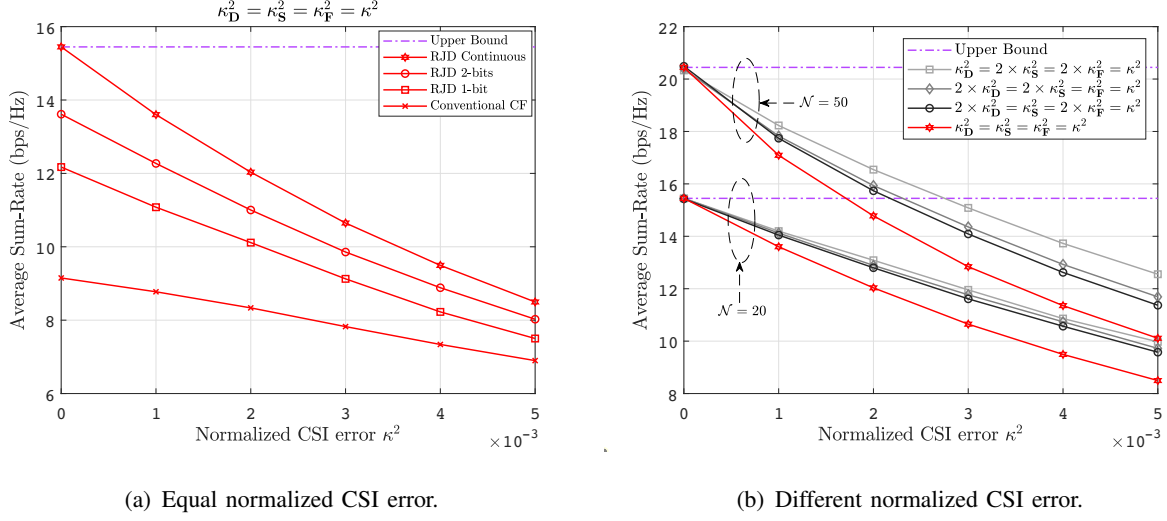 κ²_D = κ²_S = κ²_F = κ²
16
14
12
10
8
6
Average Sum-Rate (bps/Hz)
Upper Bound
RJD Continuous
RJD 2-bits
RJD 1-bit
Conventional CF
0 1 2 3 4 5
Normalized CSI error κ²
×10⁻³
(a) Equal normalized CSI error.
22
20
18
16
14
12
10
8
Average Sum-Rate (bps/Hz)
Upper Bound
κ²_D = 2 × κ²_S = 2 × κ²_F = κ²
2 × κ²_D = 2 × κ²_S = κ²_F = κ²
2 × κ²_D = κ²_S = 2 × κ²_F = κ²
κ²_D = κ²_S = κ²_F = κ²
𝒩 = 50
𝒩 = 20
0 1 2 3 4 5
Normalized CSI error κ²
×10⁻³
(b) Different normalized CSI error.